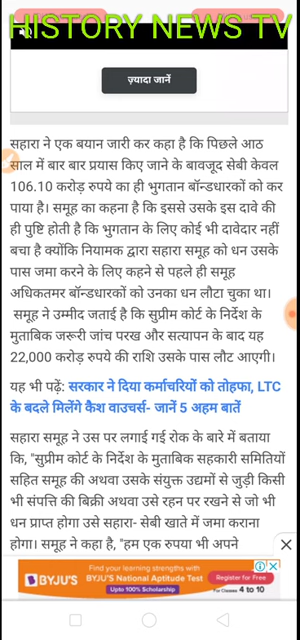 HISTORY NEWS TV
ज़्यादा जानें
सहारा ने एक बयान जारी कर कहा है कि पिछले आठ
साल में बार बार प्रयास किए जाने के बावजूद सेबी केवल
106.10 करोड़ रुपये का ही भुगतान बॉन्डधारकों को कर
पाया है। समूह का कहना है कि इससे उसके इस दावे की
ही पुष्टि होती है कि भुगतान के लिए कोई भी दावेदार नहीं
बचा है क्योंकि नियामक द्वारा सहारा समूह को धन उसके
पास जमा करने के लिए कहने से पहले ही समूह
अधिकतमर बॉन्डधारकों को उनका धन लौटा चुका था।
समूह ने उम्मीद जताई है कि सुप्रीम कोर्ट के निर्देश के
मुताबिक जरूरी जांच परख और सत्यापन के बाद यह
22,000 करोड़ रुपये की राशि उसके पास लौट आएगी।
यह भी पढ़ें: सरकार ने दिया कर्माचरियों को तोहफा, LTC
के बदले मिलेंगे कैश वाउचर्स- जानें 5 अहम बातें
सहारा समूह ने उस पर लगाई गई रोक के बारे में बताया
कि, "सुप्रीम कोर्ट के निर्देश के मुताबिक सहकारी समितियों
सहित समूह की अथवा उसके संयुक्त उद्यमों से जुड़ी किसी
भी संपत्ति की बिक्री अथवा उसे रहन पर रखने से जो भी
धन प्राप्त होगा उसे सहारा- सेबी खाते में जमा कराना
होगा। समूह ने कहा है, "हम एक रुपया भी अपने
Find your learning strengths with
BYJU'S BYJU'S National Aptitude Test Register for Free
Upto 100% Scholarship For Classes 4 to 10